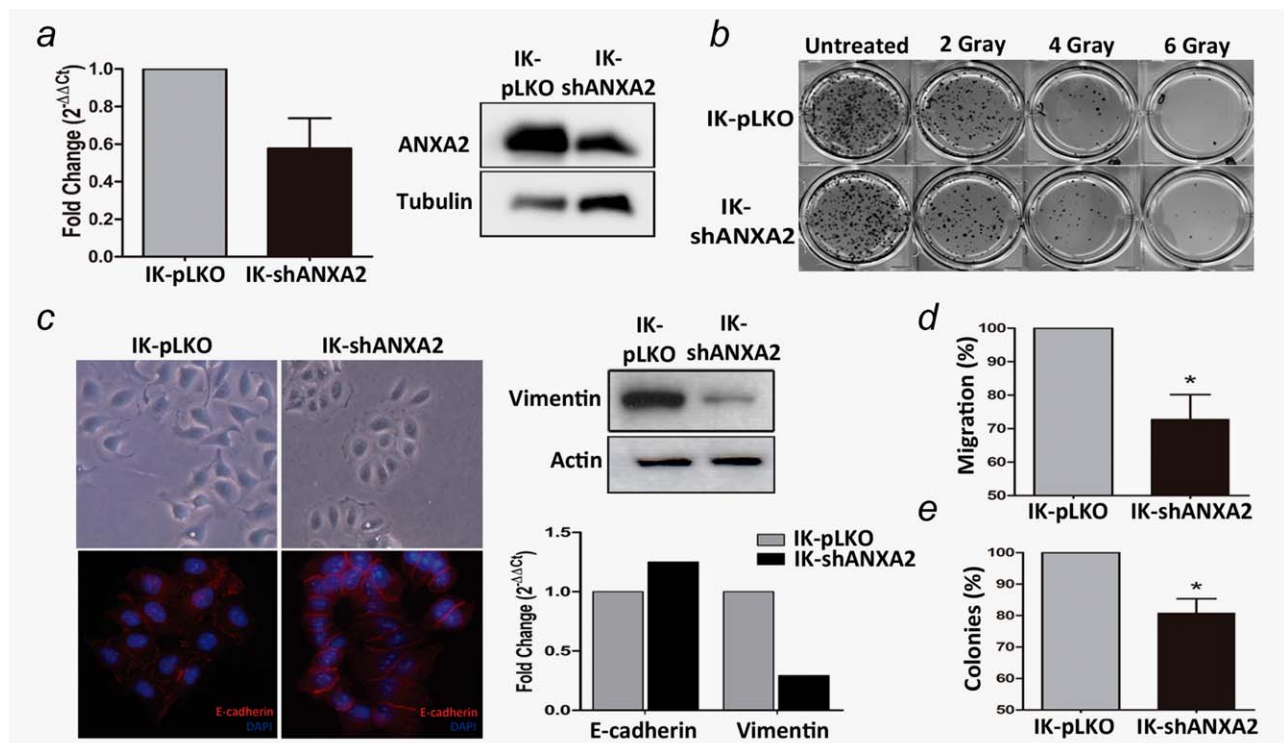 a
Fold Change (2-ΔΔCt)
1.0
0.8
0.6
0.4
0.2
0.0
IK-pLKO IK-shANXA2
IK-
pLKO
IK-
shANXA2
ANXA2
Tubulin
b
Untreated 2 Gray 4 Gray 6 Gray
IK-pLKO
IK-
shANXA2
c
IK-pLKO IK-shANXA2
E-cadherin
DAPI
E-cadherin
DAPI
IK-
pLKO
IK-
shANXA2
Vimentin
Actin
Fold Change (2-ΔΔCt)
1.5
1.0
0.5
0.0
IK-pLKO
IK-shANXA2
E-cadherin Vimentin
d
Migration (%)
100
90
80
70
60
50
*
IK-pLKO IK-shANXA2
e
Colonies (%)
100
90
80
70
60
50
*
IK-pLKO IK-shANXA2